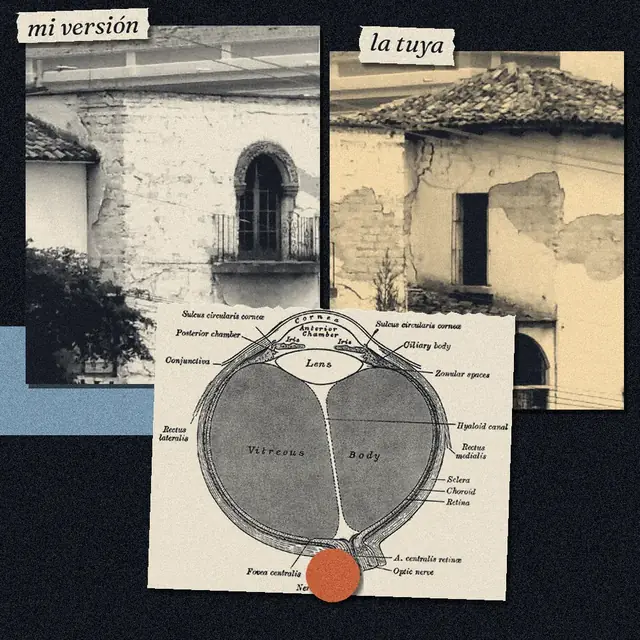 mi versión
la tuya
Sulcus circularis corneæ
Cornea
Sulcus circularis corneæ
Posterior chamber
Anterior
Chamber
Iris
Iris
Ciliary body
Conjunctiva
Lens
Zonular spaces
Rectus
lateralis
Hyaloid canal
Vitreous Body
Rectus
medialis
Sclera
Choroid
Retina
A. centralis retinæ
Fovea centralis
Optic nerve